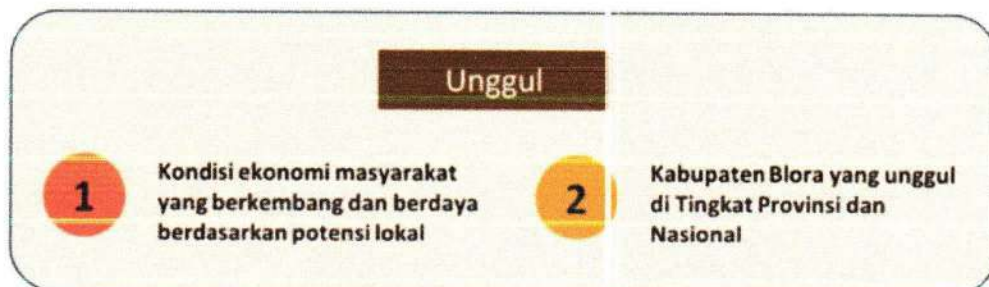 Unggul
1
Kondisi ekonomi masyarakat
yang berkembang dan berdaya
berdasarkan potensi lokal
2
Kabupaten Blora yang unggul
di Tingkat Provinsi dan
Nasional